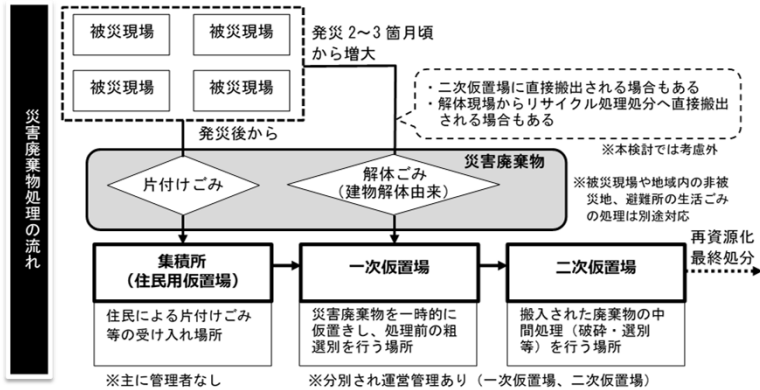 災害廃棄物処理の流れ
被災現場
被災現場
被災現場
被災現場
発災2~3箇月頃
から増大
・二次仮置場に直接搬出される場合もある
・解体現場からリサイクル処理処分へ直接搬出
される場合もある
発災後から
※本検討では考慮外
災害廃棄物
片付けごみ
解体ごみ
(建物解体由来)
※被災現場や地域内の非被
災地、避難所の生活ごみ
の処理は別途対応
集積所
(住民用仮置場)
一次仮置場
二次仮置場
再資源化
最終処分
住民による片付けごみ
等の受け入れ場所
災害廃棄物を一時的に
仮置きし、処理前の粗
選別を行う場所
搬入された廃棄物の中
間処理(破砕・選別
等)を行う場所
※主に管理者なし
※分別され運営管理あり(一次仮置場、二次仮置場)